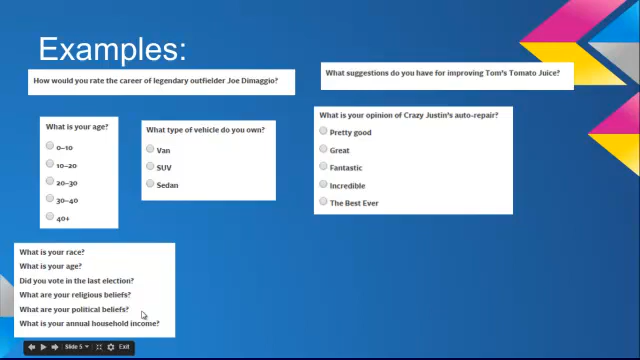 Examples:
How would you rate the career of legendary outfielder Joe Dimaggio?
What suggestions do you have for improving Tom's Tomato Juice?
What is your age?
0–10
10–20
20–30
30–40
40+
What type of vehicle do you own?
Van
SUV
Sedan
What is your opinion of Crazy Justin's auto-repair?
Pretty good
Great
Fantastic
Incredible
The Best Ever
What is your race?
What is your age?
Did you vote in the last election?
What are your religious beliefs?
What are your political beliefs?
What is your annual household income?
Slide 5
Exit